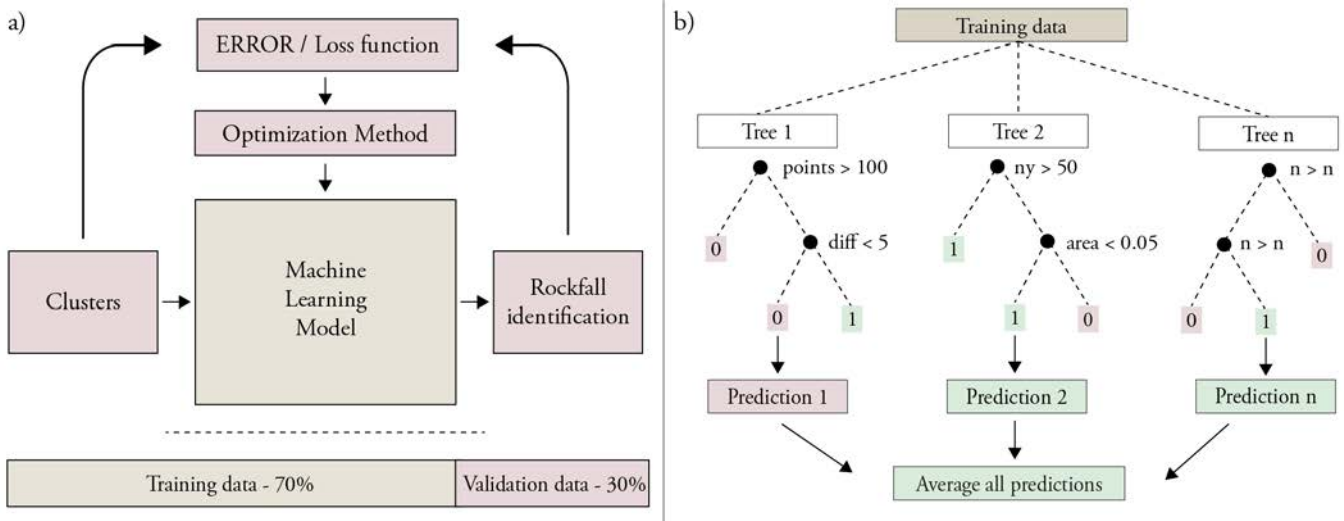 a)
ERROR / Loss function
Optimization Method
Clusters
Machine
Learning
Model
Rockfall
identification
Training data - 70%
Validation data - 30%
b)
Training data
Tree 1
Tree 2
Tree n
points > 100
ny > 50
n > n
0
diff < 5
1
area < 0.05
n > n
0
0
1
1
0
0
1
Prediction 1
Prediction 2
Prediction n
Average all predictions